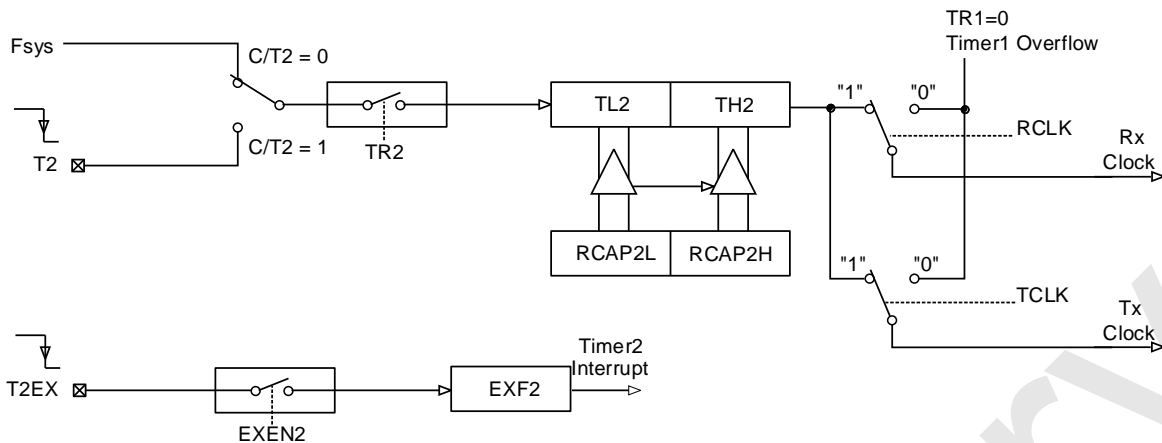 TR1=0
Timer1 Overflow
Fsys
C/T2 = 0
TL2
TH2
"1"
"0"
RCLK
Rx
Clock
T2
C/T2 = 1
TR2
RCAP2L
RCAP2H
"1"
"0"
TCLK
Tx
Clock
Timer2
Interrupt
T2EX
EXF2
EXEN2